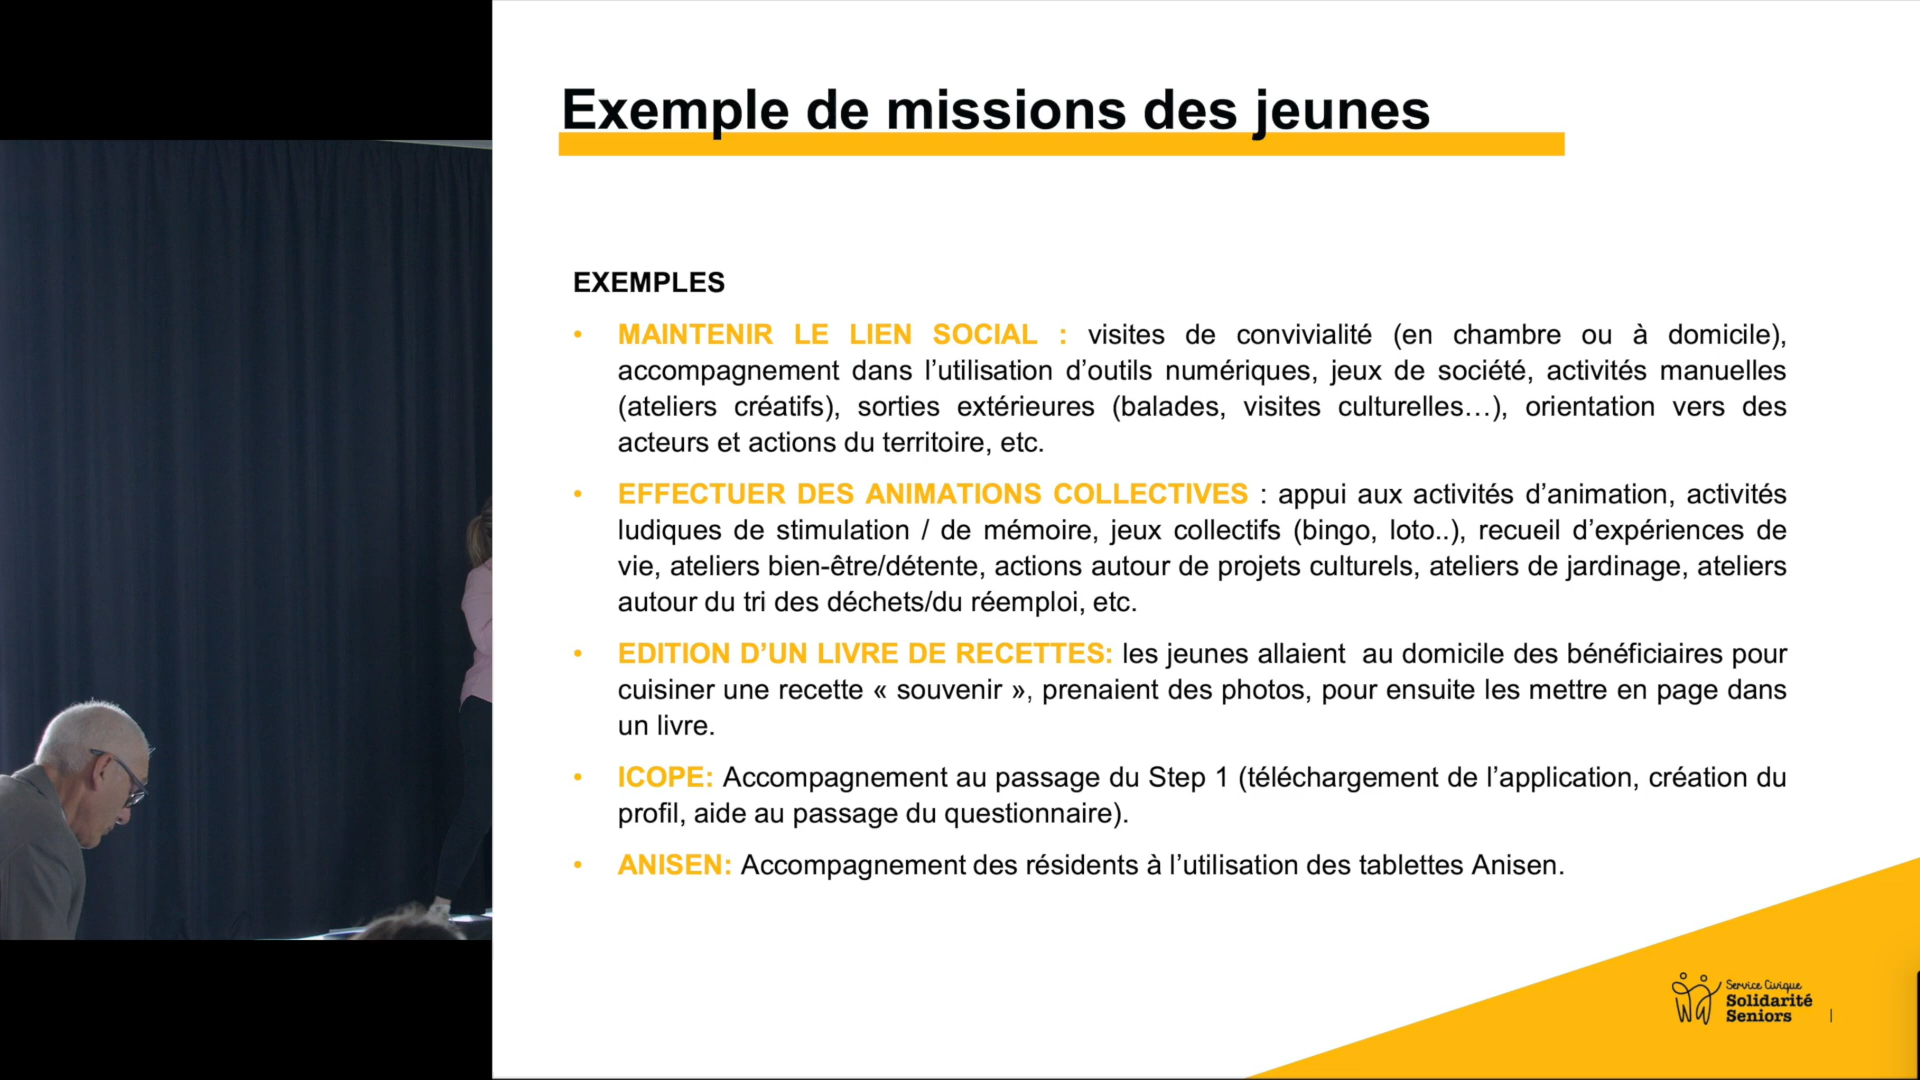 Exemple de missions des jeunes
EXEMPLES
• MAINTENIR LE LIEN SOCIAL : visites de convivialité (en chambre ou à domicile),
accompagnement dans l’utilisation d’outils numériques, jeux de société, activités manuelles
(ateliers créatifs), sorties extérieures (balades, visites culturelles…), orientation vers des
acteurs et actions du territoire, etc.
• EFFECTUER DES ANIMATIONS COLLECTIVES : appui aux activités d’animation, activités
ludiques de stimulation / de mémoire, jeux collectifs (bingo, loto..), recueil d’expériences de
vie, ateliers bien-être/détente, actions autour de projets culturels, ateliers de jardinage, ateliers
autour du tri des déchets/du réemploi, etc.
• EDITION D’UN LIVRE DE RECETTES: les jeunes allaient au domicile des bénéficiaires pour
cuisiner une recette « souvenir », prenaient des photos, pour ensuite les mettre en page dans
un livre.
• ICOPE: Accompagnement au passage du Step 1 (téléchargement de l’application, création du
profil, aide au passage du questionnaire).
• ANISEN: Accompagnement des résidents à l’utilisation des tablettes Anisen.
Service Civique
Solidarité
Seniors